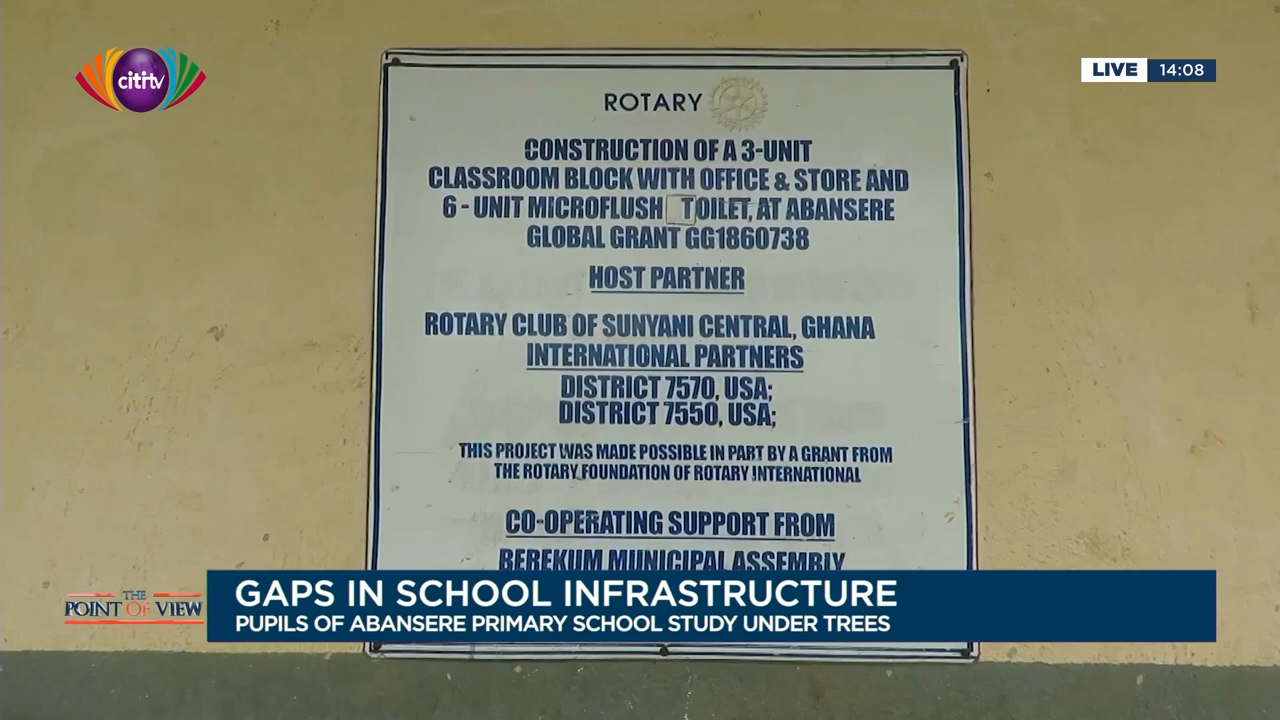 citi tv
LIVE 14:08
ROTARY
CONSTRUCTION OF A 3-UNIT
CLASSROOM BLOCK WITH OFFICE & STORE AND
6 - UNIT MICROFLUSH TOILET, AT ABANSERE
GLOBAL GRANT GG1860738
HOST PARTNER
ROTARY CLUB OF SUNYANI CENTRAL, GHANA
INTERNATIONAL PARTNERS
DISTRICT 7570, USA;
DISTRICT 7550, USA;
THIS PROJECT WAS MADE POSSIBLE IN PART BY A GRANT FROM
THE ROTARY FOUNDATION OF ROTARY INTERNATIONAL
CO-OPERATING SUPPORT FROM
BEREKUM MUNICIPAL ASSEMBLY
THE
POINT OF VIEW
GAPS IN SCHOOL INFRASTRUCTURE
PUPILS OF ABANSERE PRIMARY SCHOOL STUDY UNDER TREES